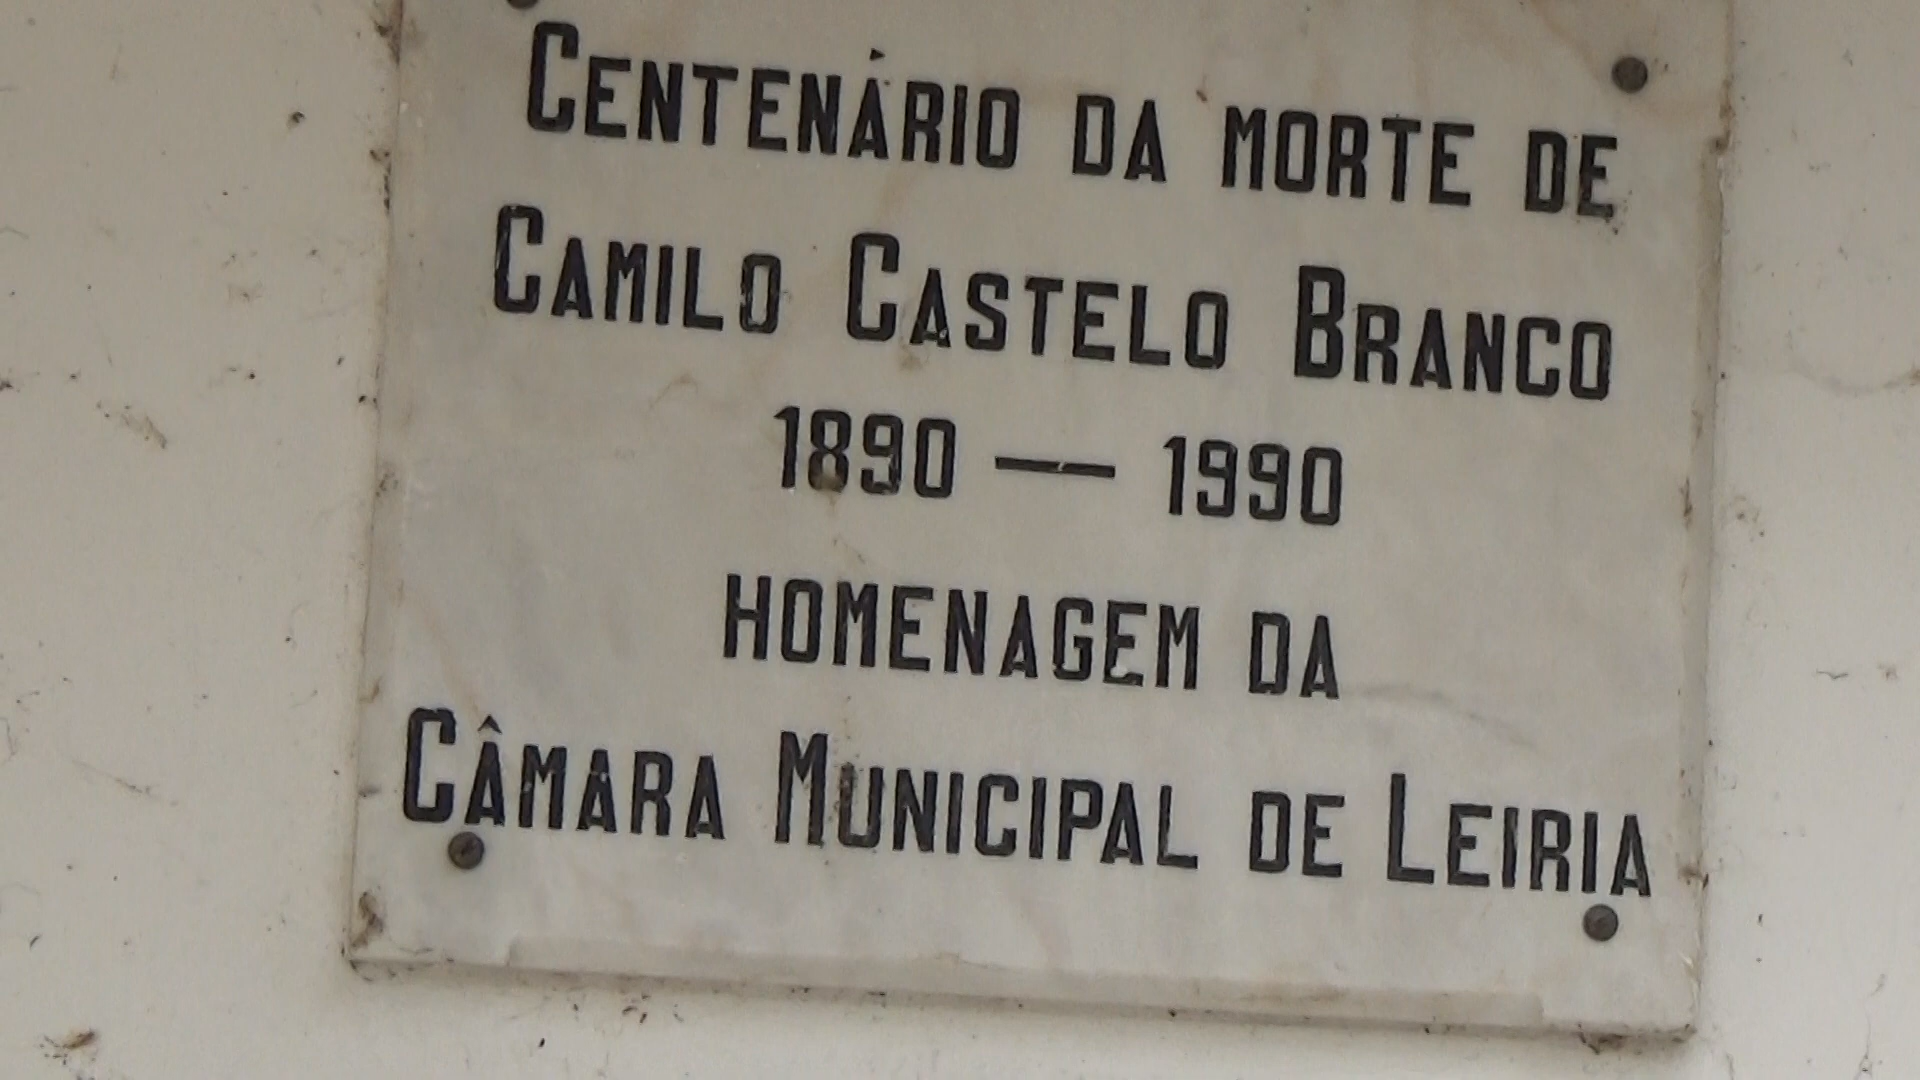 Centenário da morte de
Camilo Castelo Branco
1890 — 1990
homenagem da
Câmara Municipal de Leiria